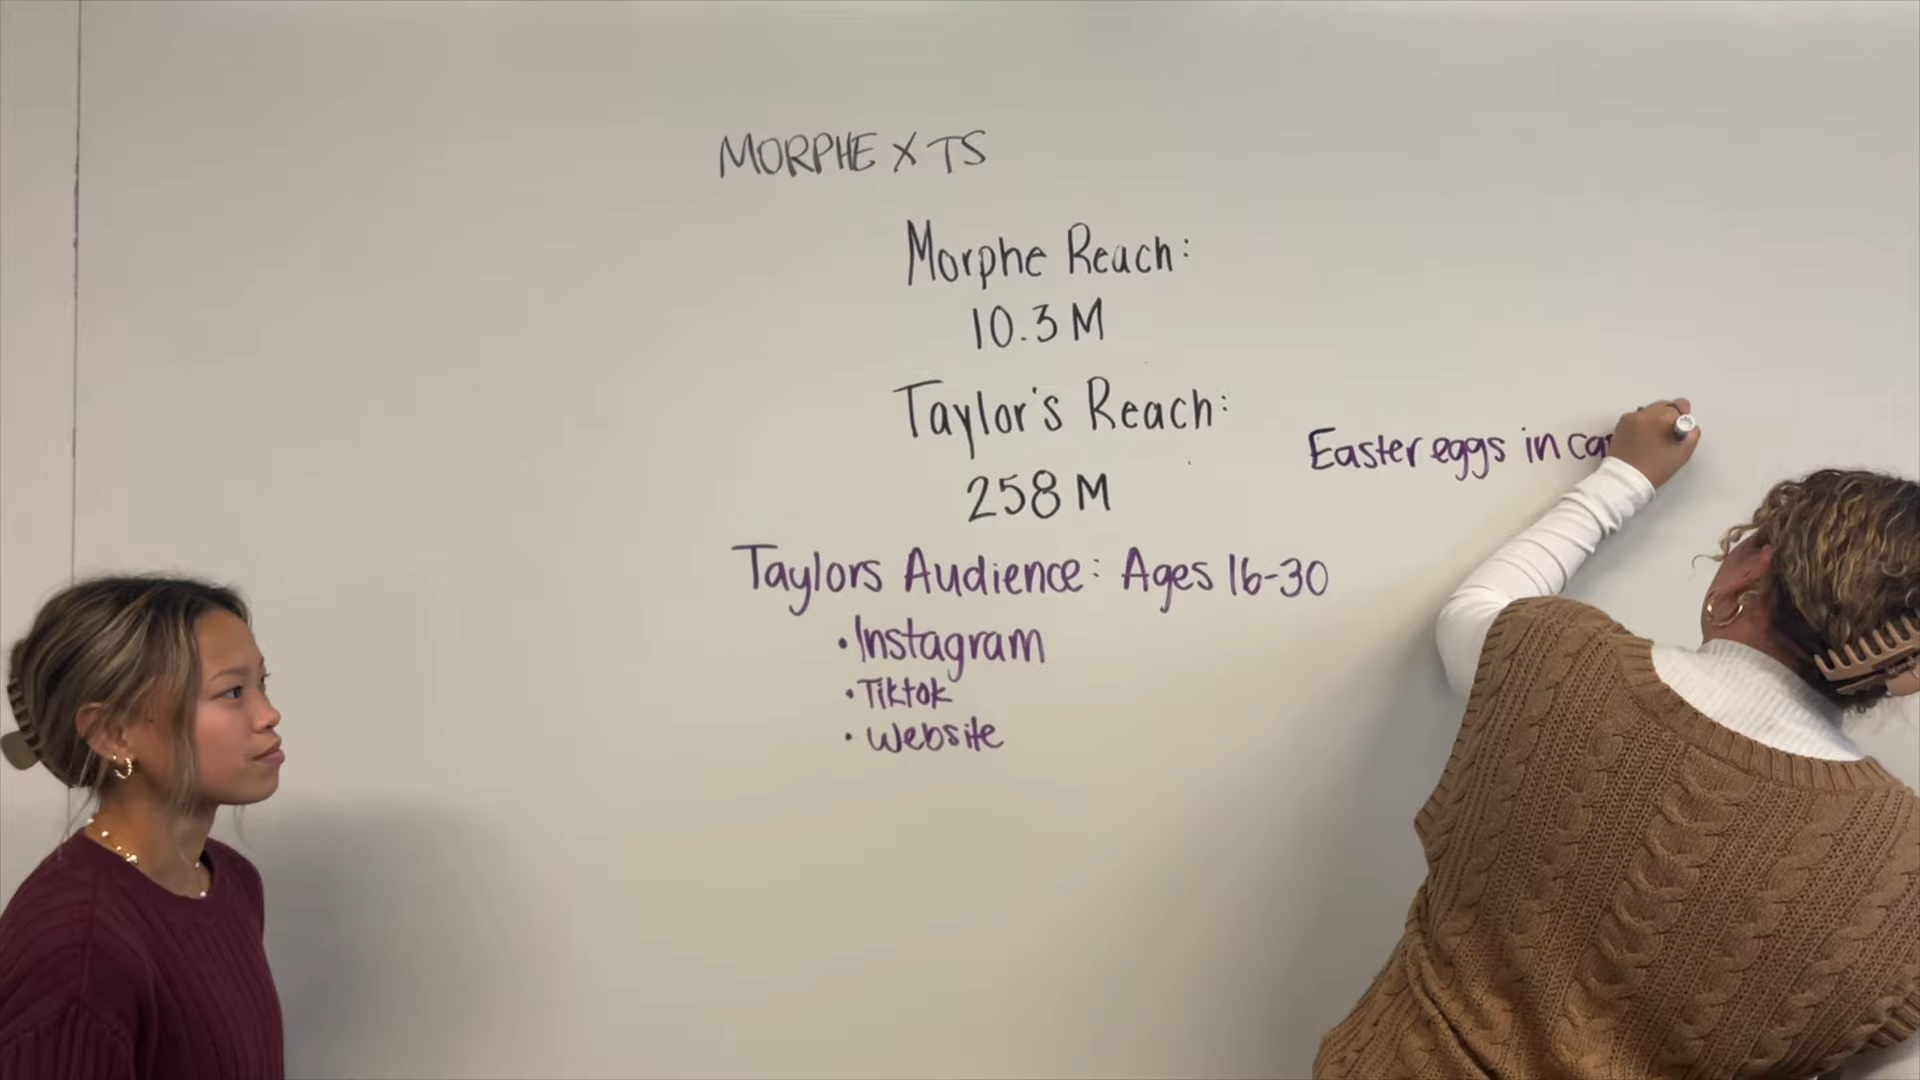 MORPHE X TS
Morphe Reach:
10.3 M
Taylor's Reach:
258 M
Easter eggs in
Taylors Audience: Ages 16-30
•Instagram
•Tiktok
•Website